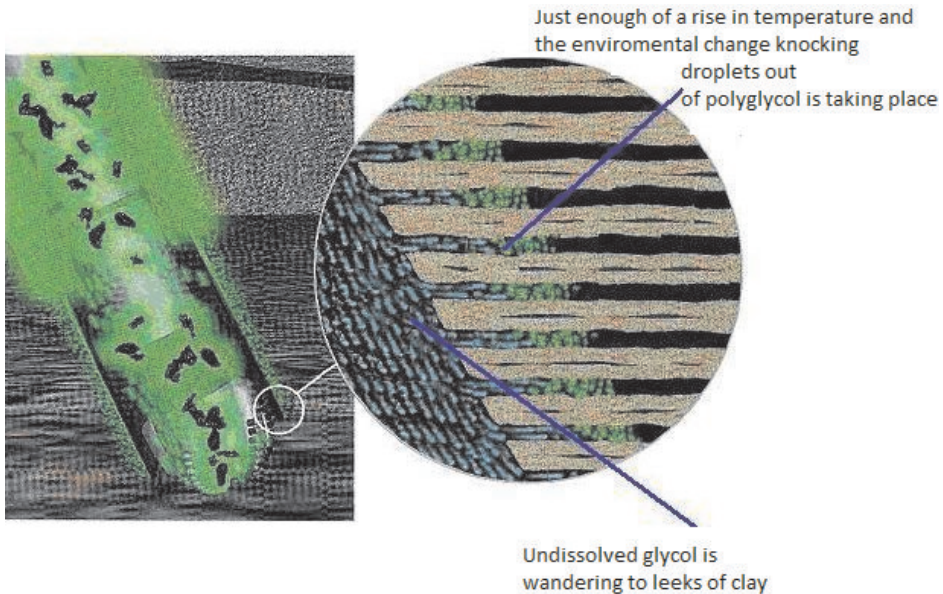 Just enough of a rise in temperature and
the enviromental change knocking
droplets out
of polyglycol is taking place
Undissolved glycol is
wandering to leeks of clay